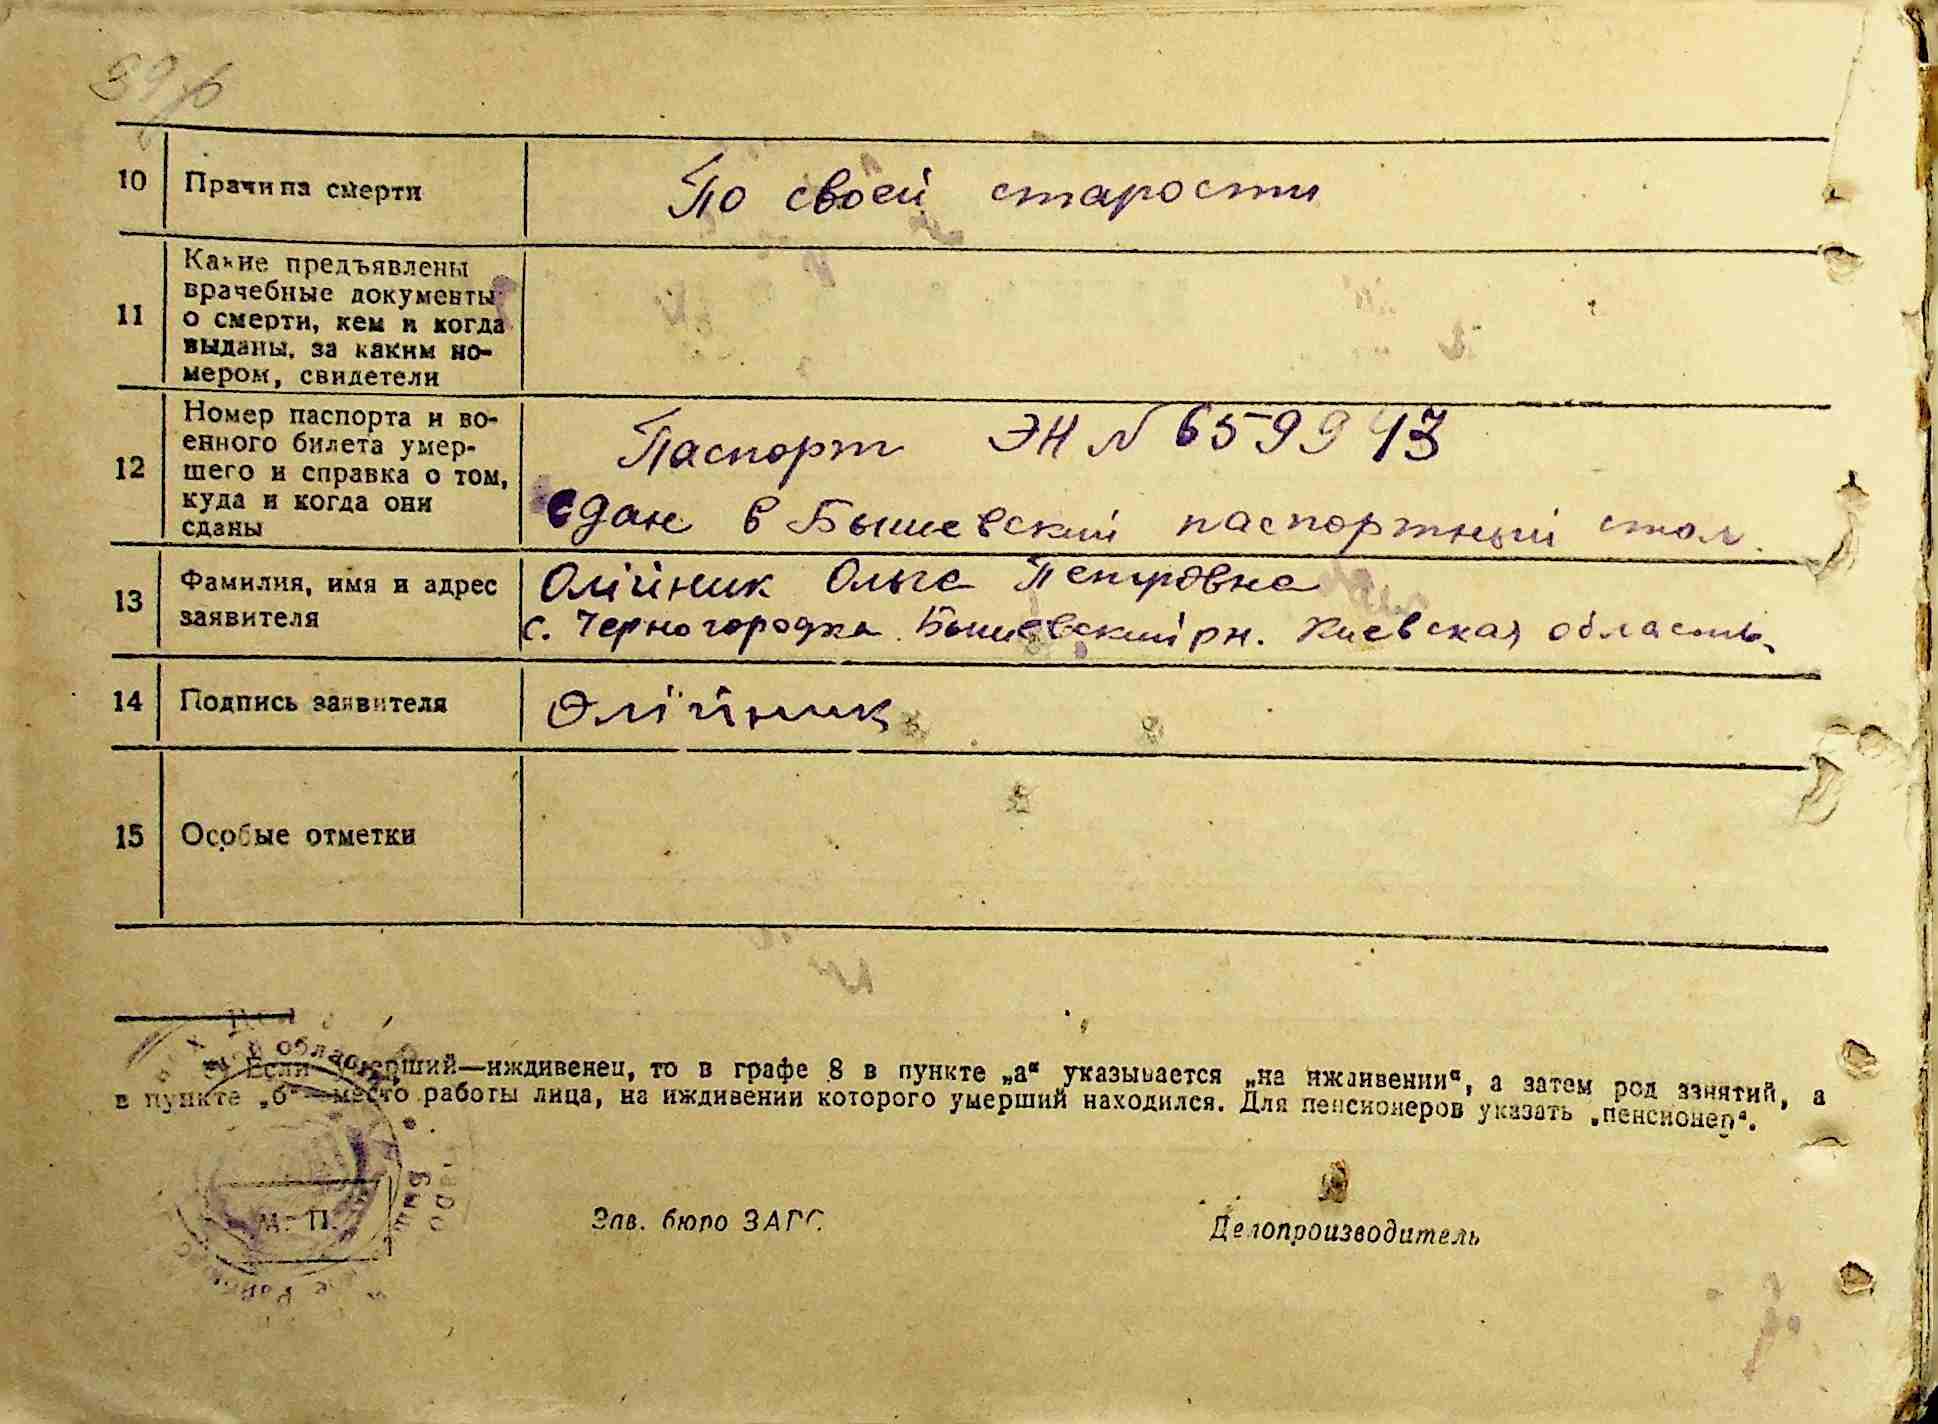 10 Причина смерти По своей старости
11 Какие предъявлены
врачебные документы
о смерти, кем и когда
выданы, за каким но-
мером, свидетели
12 Номер паспорта и во-
енного билета умер-
шего и справка о том,
куда и когда они
сданы
Паспорт ЭН №
сдан в Бышевский паспортный стол
13 Фамилия, имя и адрес
заявителя
Олійник Ольга Петровна
с. Черногородка Бышевский рн. Киевская область.
14 Подпись заявителя Олійник
15 Особые отметки
Если умерший—иждивенец, то в графе 8 в пункте „а“ указывается „на иждивении“, а затем род занятий, а
в пункте „б“—место работы лица, на иждивении которого умерший находился. Для пенсионеров указать „пенсионер“.
М. П.
Зав. бюро ЗАГС
Делопроизводитель